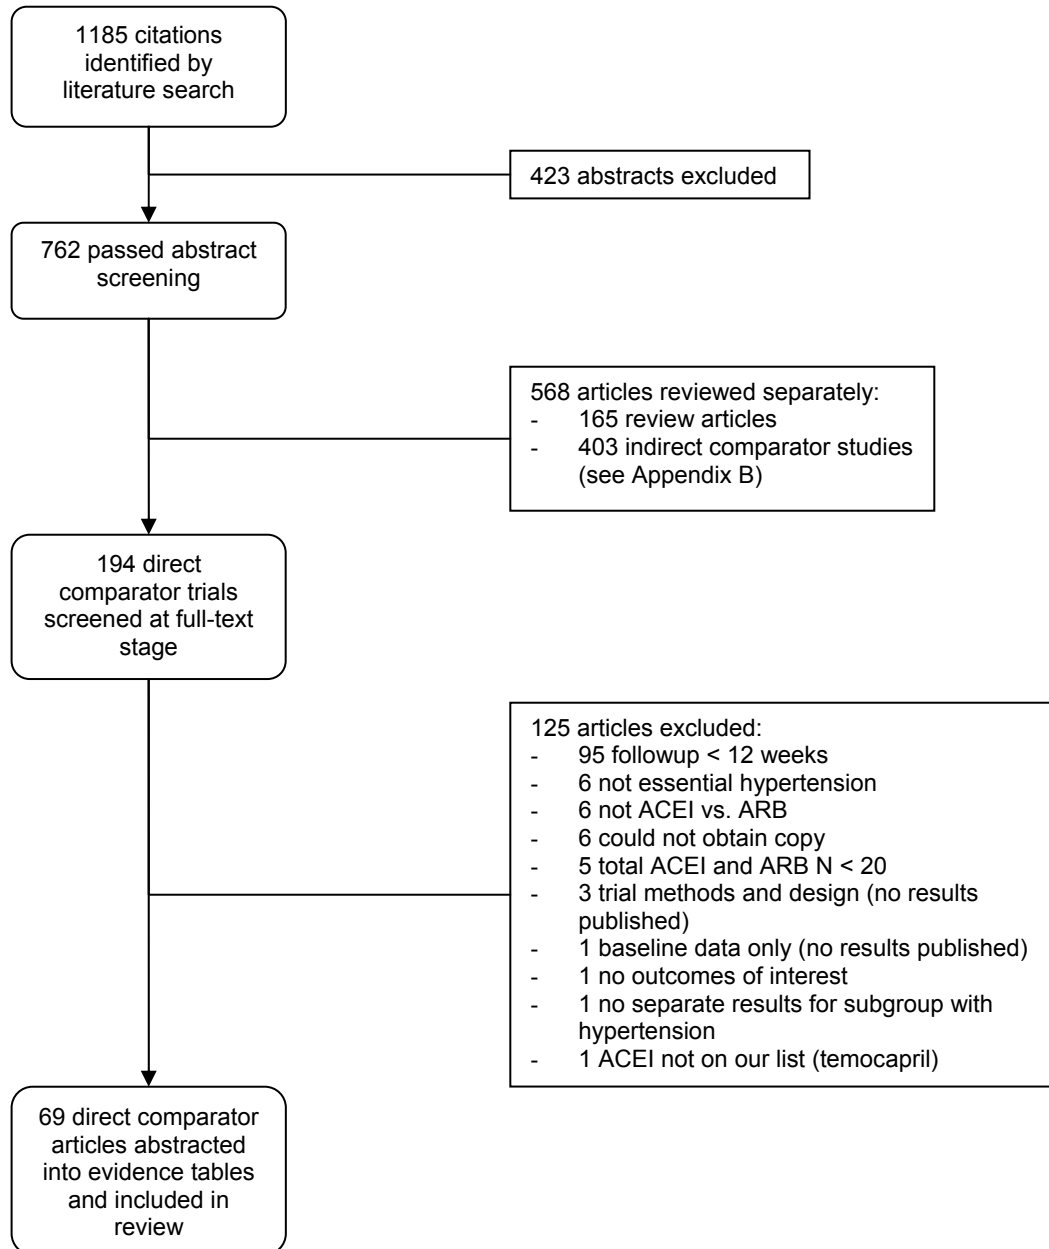 1185 citations
identified by
literature search
423 abstracts excluded
762 passed abstract
screening
568 articles reviewed separately:
- 165 review articles
- 403 indirect comparator studies
(see Appendix B)
194 direct
comparator trials
screened at full-text
stage
125 articles excluded:
- 95 followup < 12 weeks
- 6 not essential hypertension
- 6 not ACEI vs. ARB
- 6 could not obtain copy
- 5 total ACEI and ARB N < 20
- 3 trial methods and design (no results
published)
- 1 baseline data only (no results published)
- 1 no outcomes of interest
- 1 no separate results for subgroup with
hypertension
- 1 ACEI not on our list (temocapril)
69 direct comparator
articles abstracted
into evidence tables
and included in
review